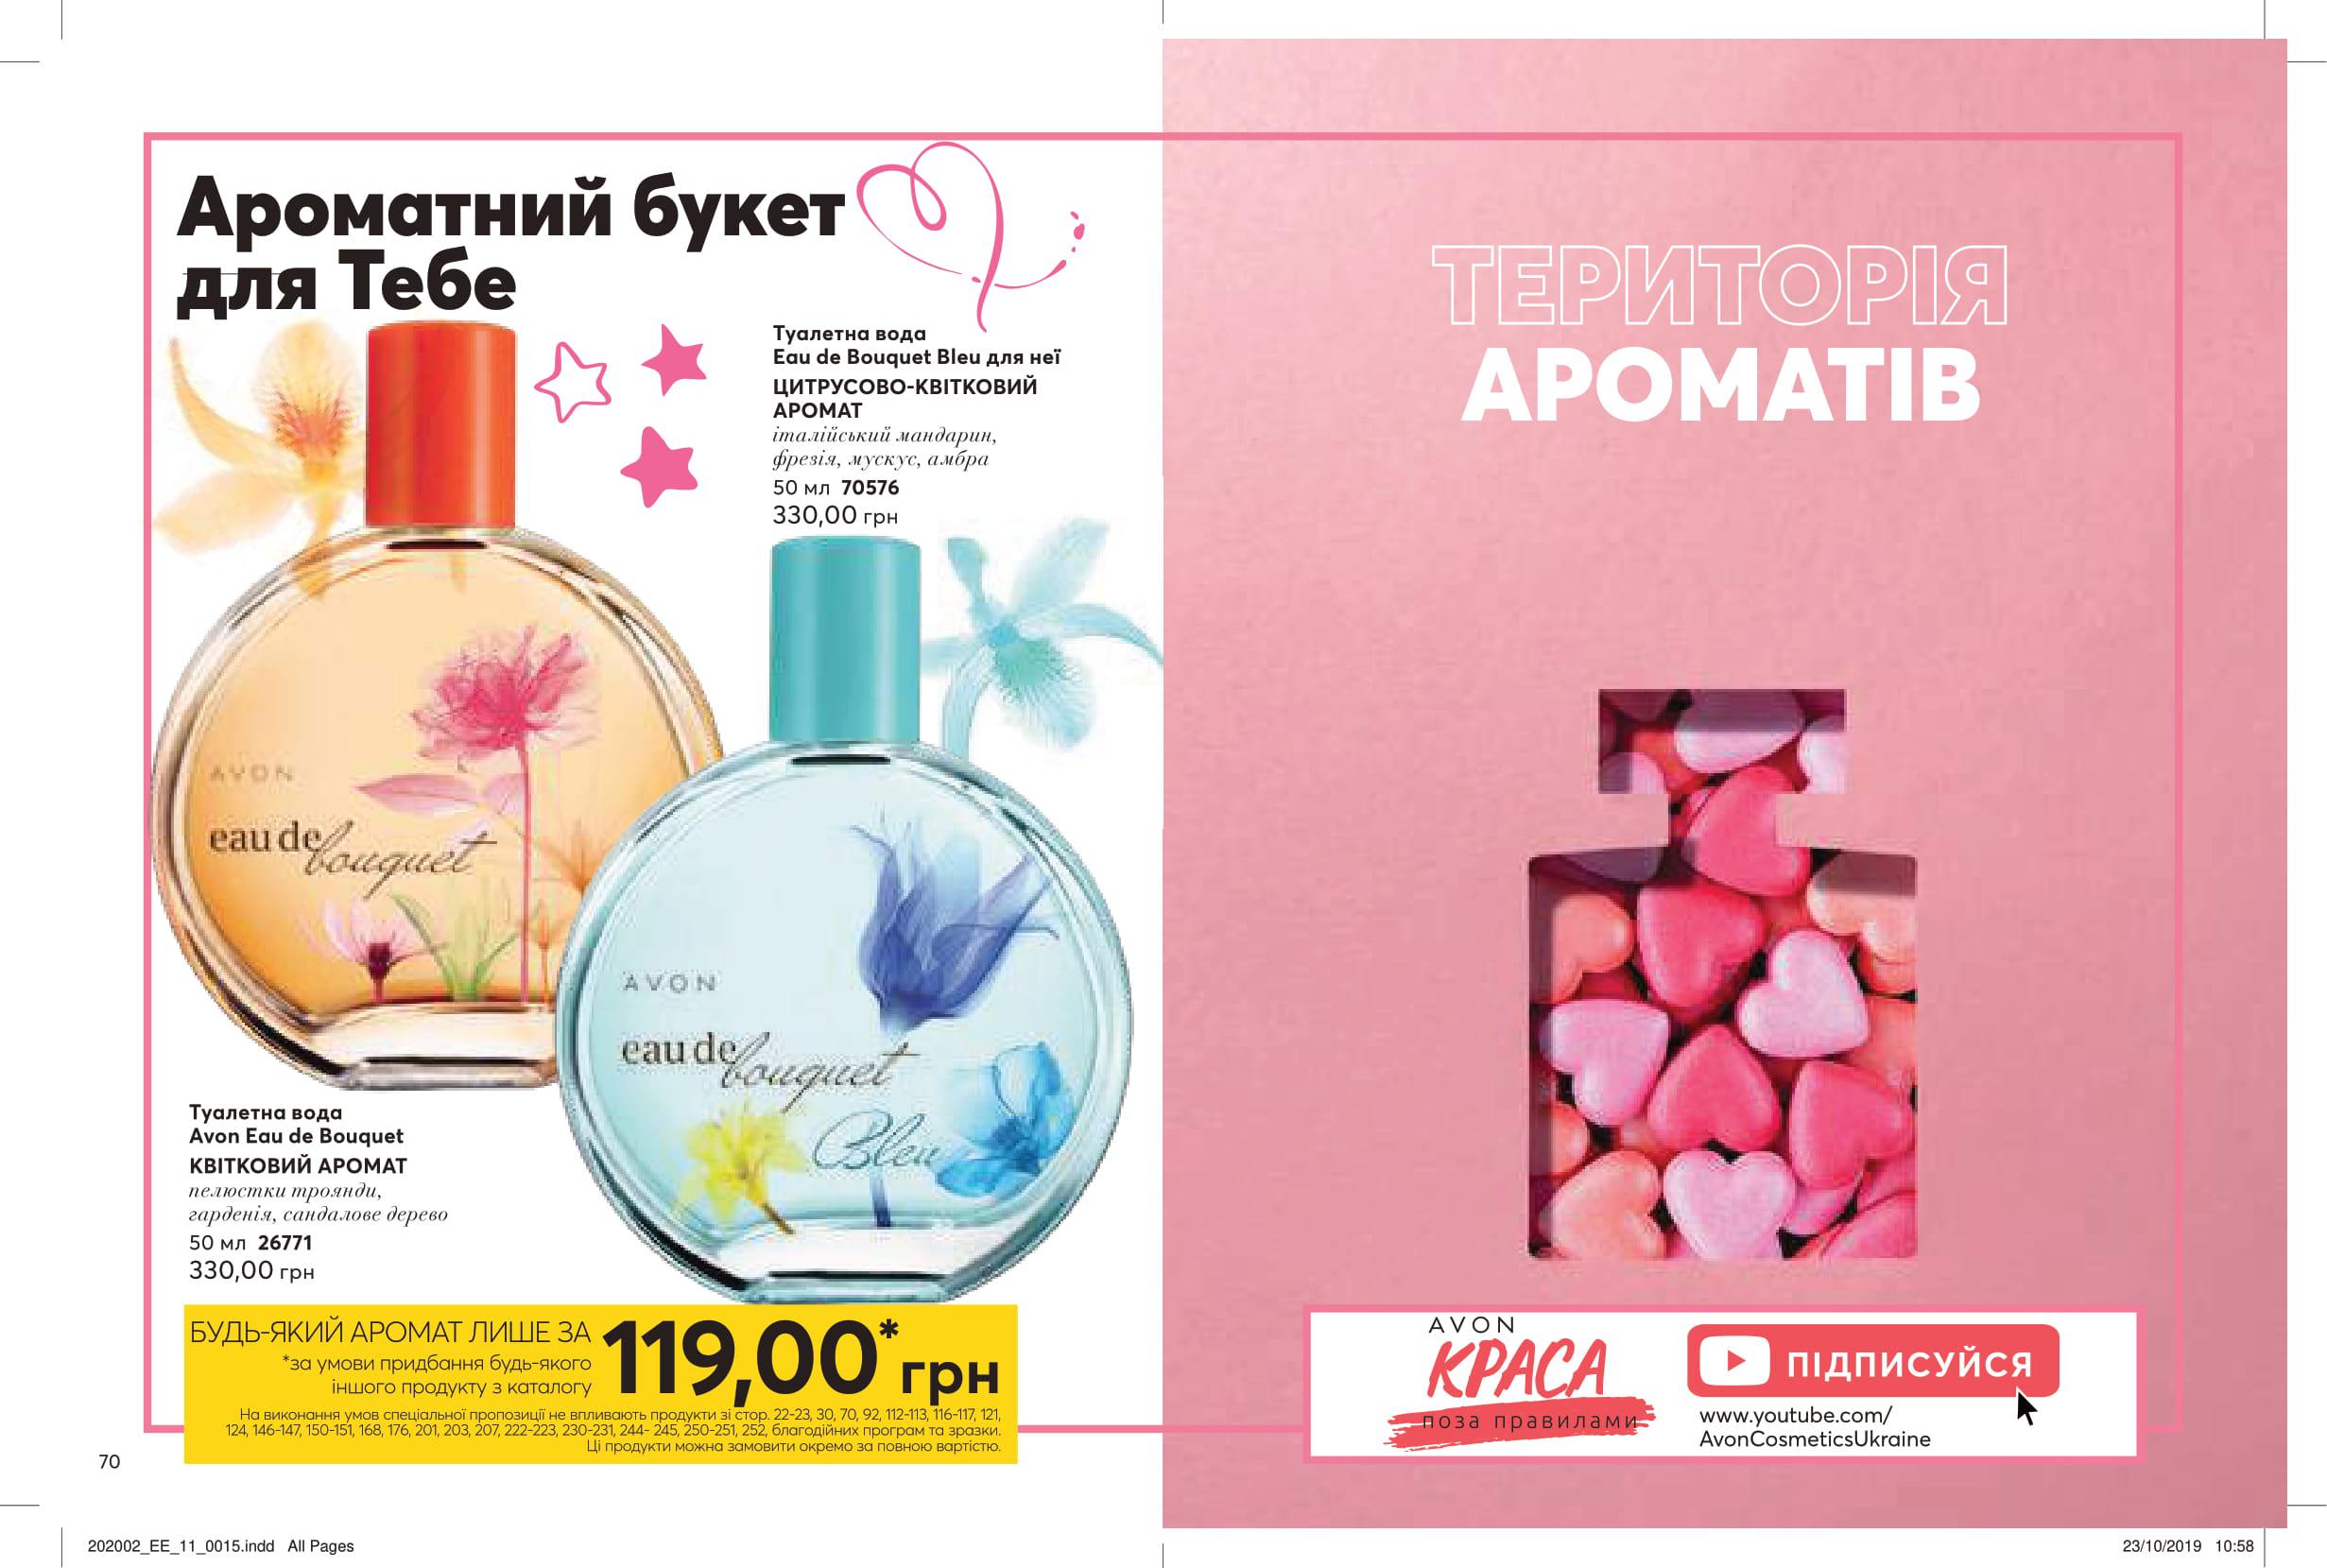 Ароматний букет
для Тебе
Туалетна вода
Eau de Bouquet Bleu для неї
ЦИТРУСОВО-КВІТКОВИЙ
АРОМАТ
італійський мандарин,
фрезія, мускус, амбра
50 мл 70576
330,00 грн
AVON
eau de bouquet
AVON
eau de bouquet
Bleu
Туалетна вода
Avon Eau de Bouquet
КВІТКОВИЙ АРОМАТ
пелюстки троянди,
гарденія, сандалове дерево
50 мл 26771
330,00 грн
БУДЬ-ЯКИЙ АРОМАТ ЛИШЕ ЗА 119,00* грн
*за умови придбання будь-якого
іншого продукту з каталогу
На виконання умов спеціальної пропозиції не впливають продукти зі стор. 22-23, 30, 70, 92, 112-113, 116-117, 121,
124, 146-147, 150-151, 168, 176, 201, 203, 207, 222-223, 230-231, 244- 245, 250-251, 252, благодійних програм та зразки.
Ці продукти можна замовити окремо за повною вартістю.
70
ТЕРИТОРІЯ
АРОМАТІВ
AVON
КРАСА
поза правилами
ПІДПИСУЙСЯ
www.youtube.com/
AvonCosmeticsUkraine
202002_EE_11_0015.indd All Pages
23/10/2019 10:58